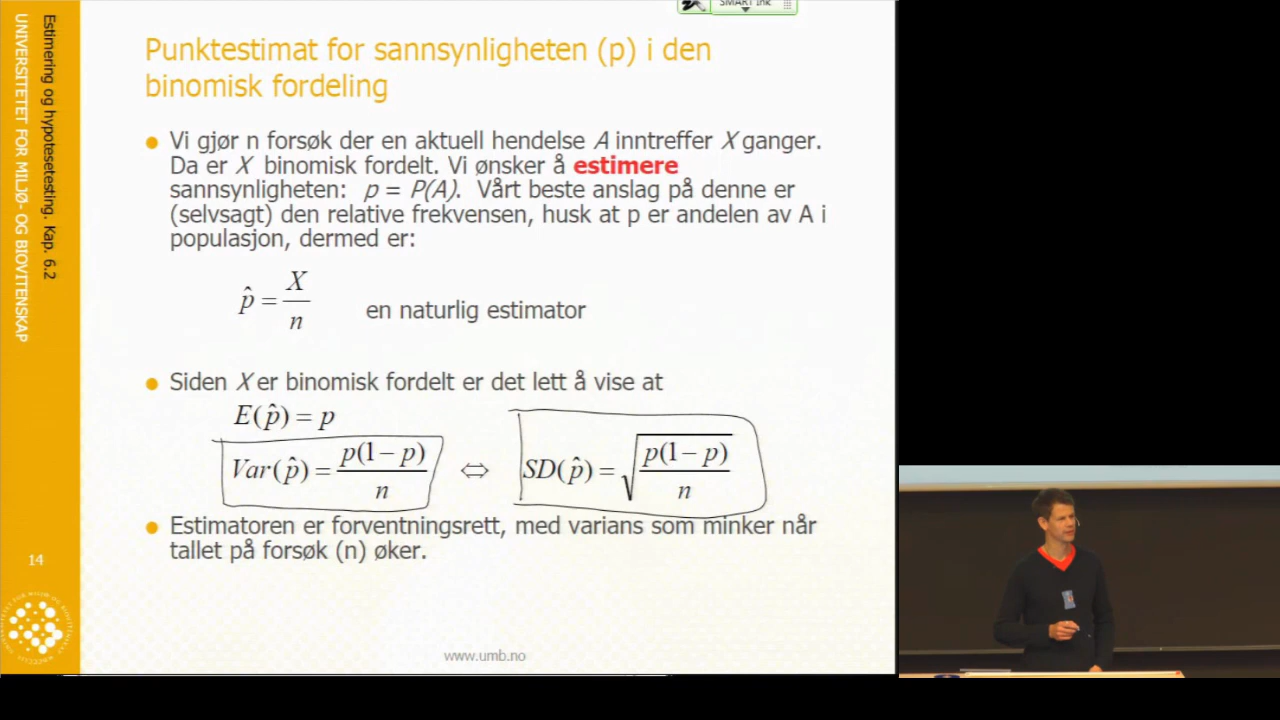 SMART Ink
Punktestimat for sannsynligheten (p) i den
binomisk fordeling
Vi gjør n forsøk der en aktuell hendelse A inntreffer X ganger.
Da er X binomisk fordelt. Vi ønsker å estimere
sannsynligheten: p = P(A). Vårt beste anslag på denne er
(selvsagt) den relative frekvensen, husk at p er andelen av A i
populasjon, dermed er:
p̂ = X/n en naturlig estimator
Siden X er binomisk fordelt er det lett å vise at
E(p̂) = p
Var(p̂) = p(1−p)/n ⇔ SD(p̂) = √(p(1−p)/n)
Estimatoren er forventningsrett, med varians som minker når
tallet på forsøk (n) øker.
www.umb.no
Estimering og hypotesetesting. Kap. 6.2
UNIVERSITETET FOR MILJØ- OG BIOVITENSKAP
14